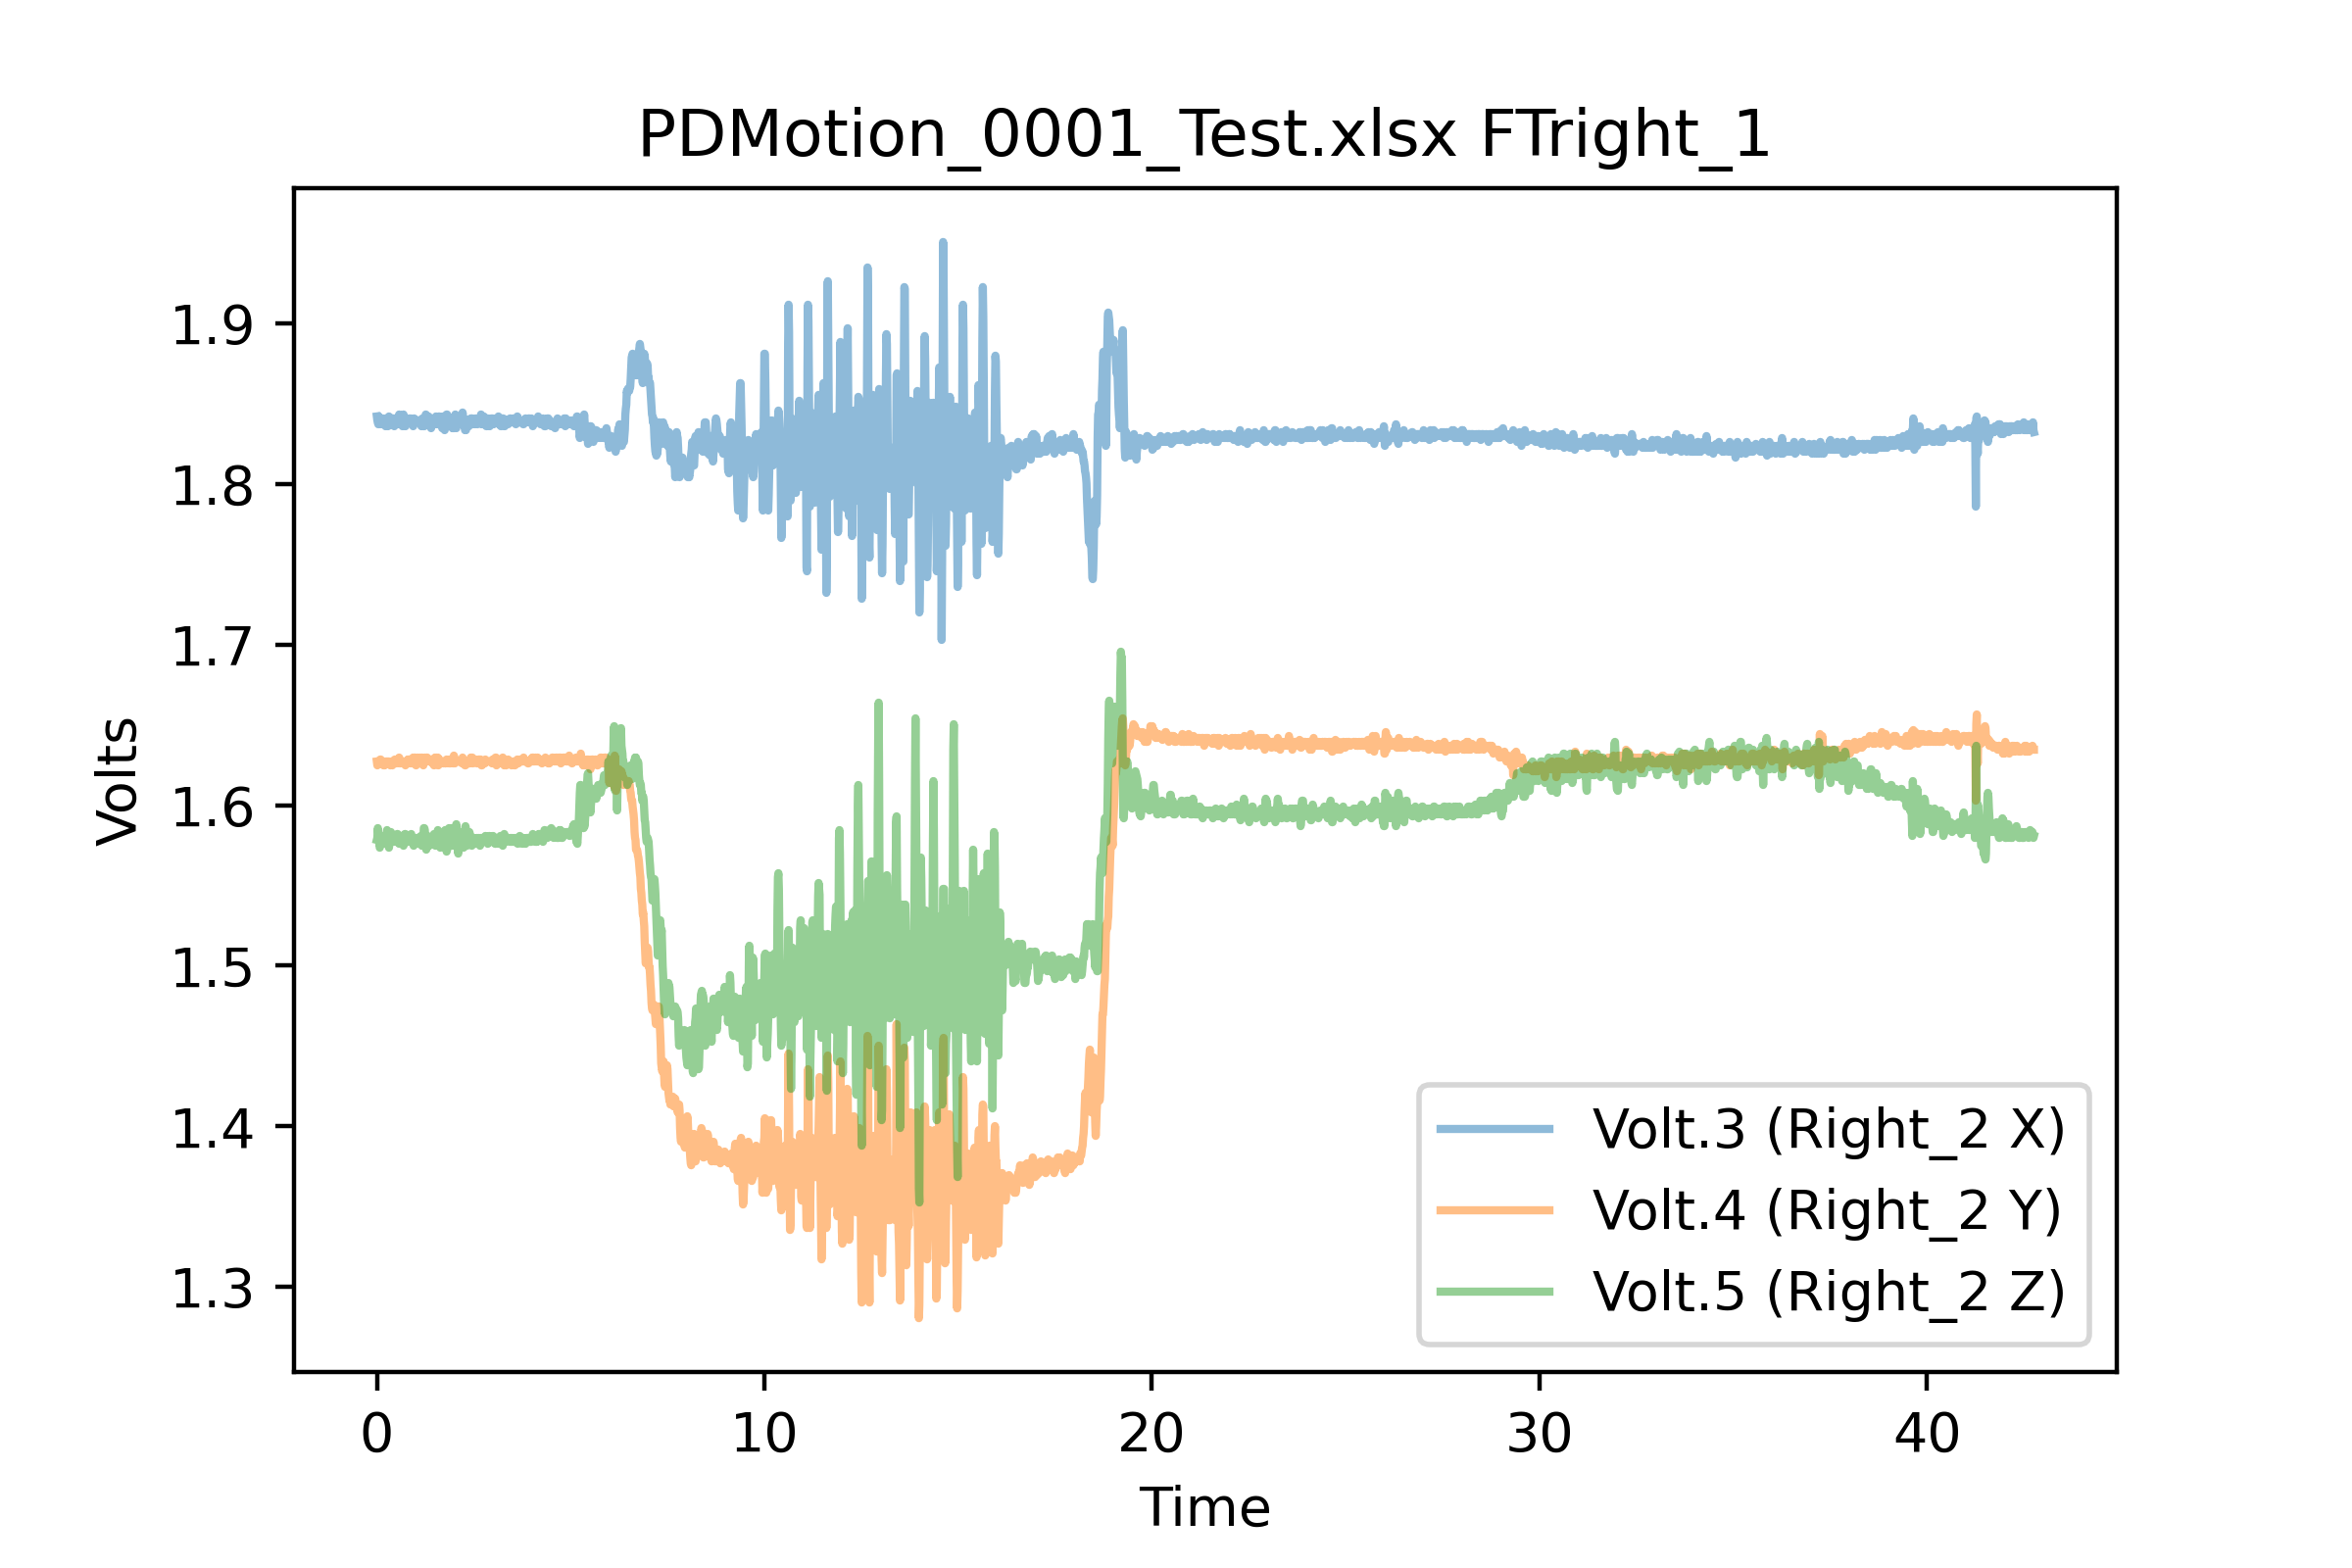 PDMotion_0001_Test.xlsx FTright_1
Volts
1.9
1.8
1.7
1.6
1.5
1.4
1.3
Volt.3 (Right_2 X)
Volt.4 (Right_2 Y)
Volt.5 (Right_2 Z)
0 10 20 30 40
Time